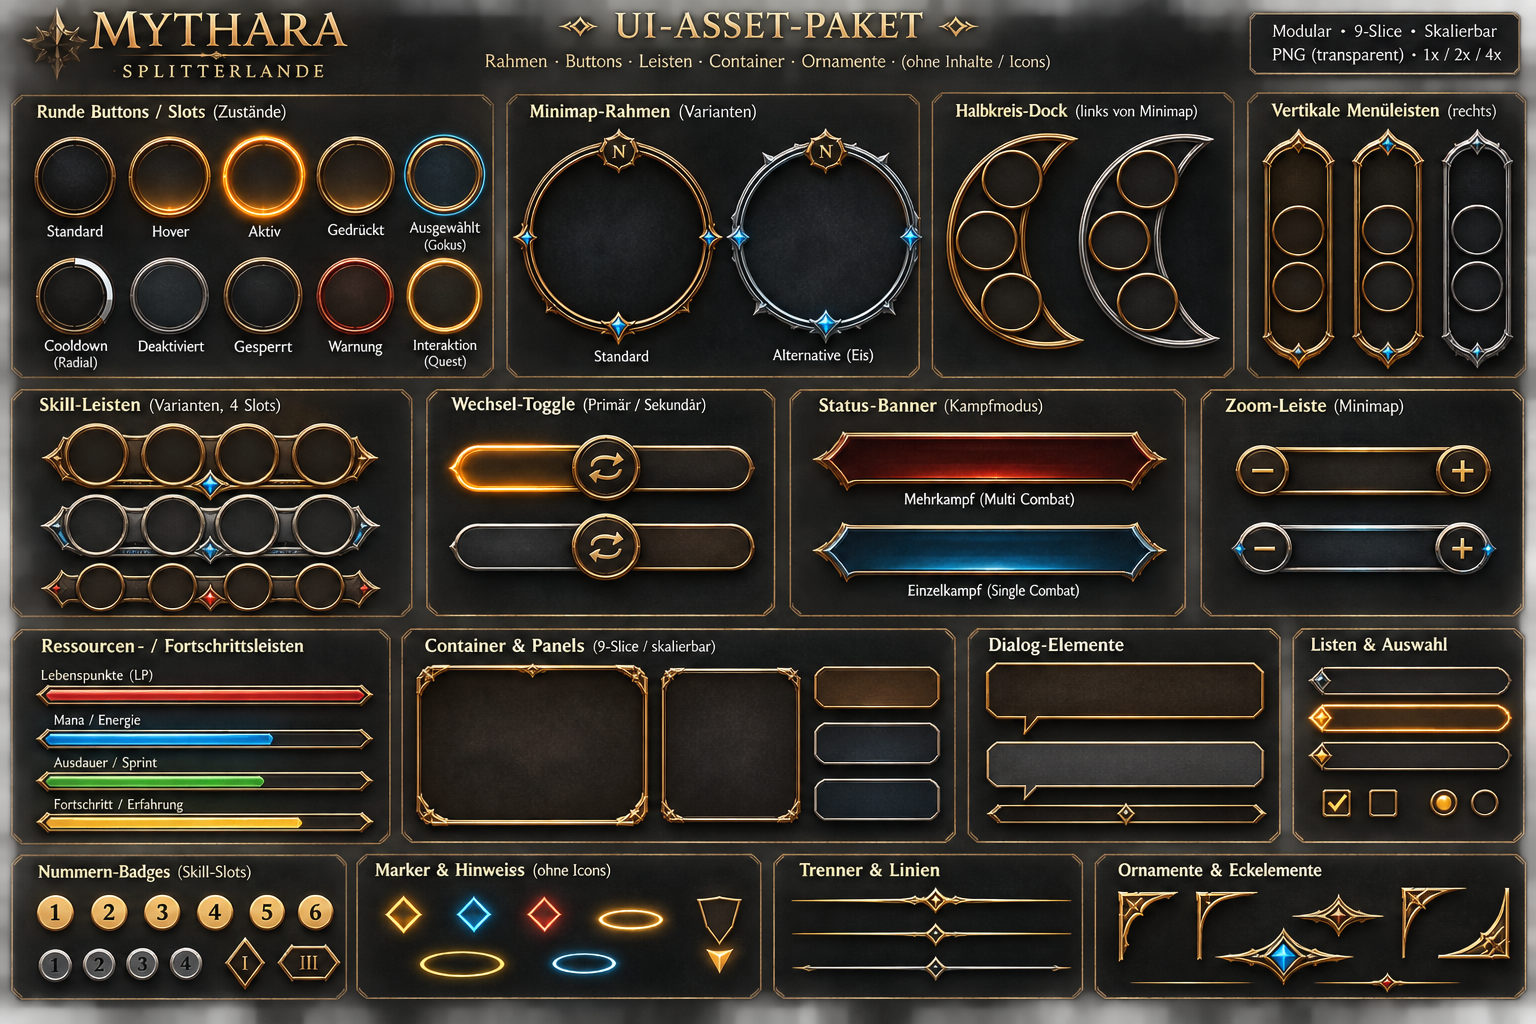 MYTHARA
SPLITTERLANDE
UI-ASSET-PAKET
Rahmen · Buttons · Leisten · Container · Ornamente · (ohne Inhalte / Icons)
Modular • 9-Slice • Skalierbar
PNG (transparent) • 1x / 2x / 4x
Runde Buttons / Slots (Zustände)
Standard
Hover
Aktiv
Gedrückt
Ausgewählt
(Gokus)
Cooldown
(Radial)
Deaktiviert
Gesperrt
Warnung
Interaktion
(Quest)
Minimap-Rahmen (Varianten)
N
N
Standard
Alternative (Eis)
Halbkreis-Dock (links von Minimap)
Vertikale Menüleisten (rechts)
Skill-Leisten (Varianten, 4 Slots)
Wechsel-Toggle (Primär / Sekundär)
Status-Banner (Kampfmodus)
Mehrkampf (Multi Combat)
Einzelkampf (Single Combat)
Zoom-Leiste (Minimap)
Ressourcen- / Fortschrittsleisten
Lebenspunkte (LP)
Mana / Energie
Ausdauer / Sprint
Fortschritt / Erfahrung
Container & Panels (9-Slice / skalierbar)
Dialog-Elemente
Listen & Auswahl
Nummern-Badges (Skill-Slots)
1 2 3 4 5 6
1 2 3 4 I III
Marker & Hinweiss (ohne Icons)
Trenner & Linien
Ornamente & Eckelemente